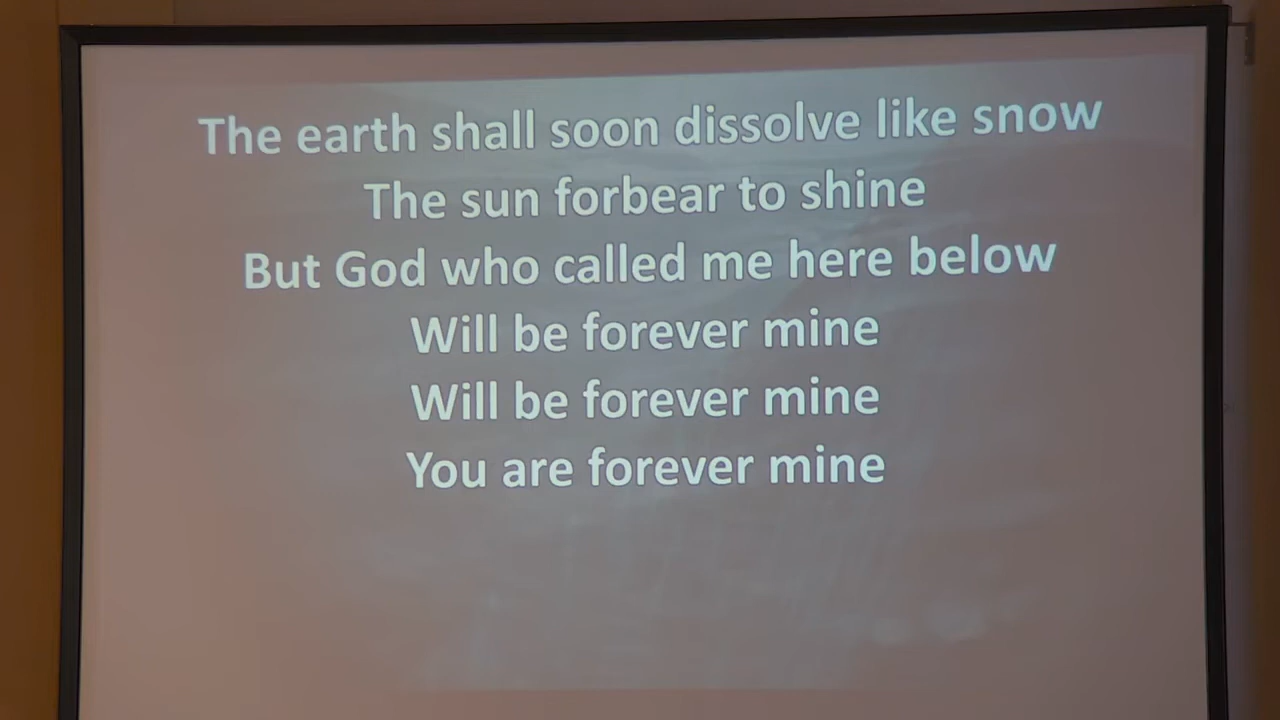 The earth shall soon dissolve like snow
The sun forbear to shine
But God who called me here below
Will be forever mine
Will be forever mine
You are forever mine